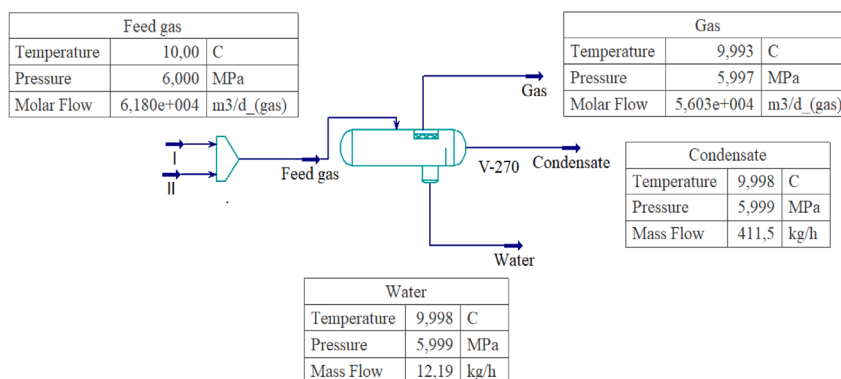 Feed gas
Temperature 10,00 C
Pressure 6,000 MPa
Molar Flow 6,180e+004 m3/d_(gas)
Gas
Temperature 9,993 C
Pressure 5,997 MPa
Molar Flow 5,603e+004 m3/d_(gas)
Gas
I
II
Feed gas
V-270
Condensate
Condensate
Temperature 9,998 C
Pressure 5,999 MPa
Mass Flow 411,5 kg/h
Water
Water
Temperature 9,998 C
Pressure 5,999 MPa
Mass Flow 12,19 kg/h